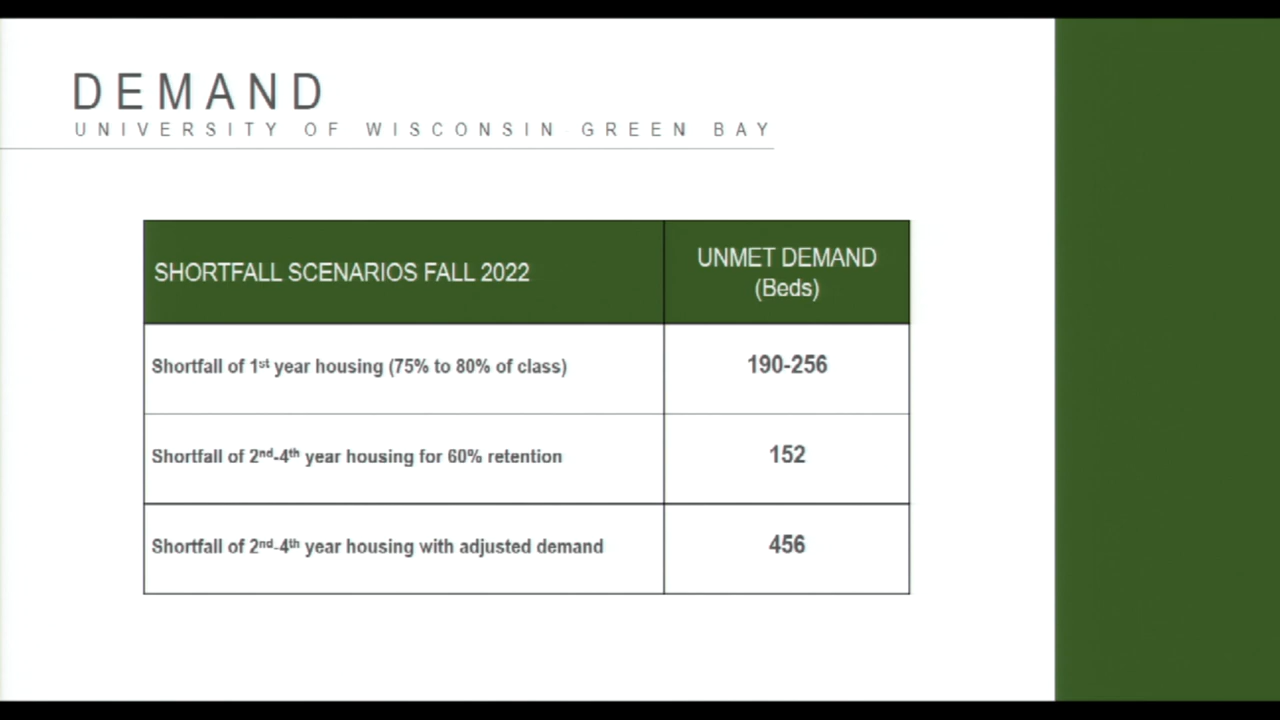 DEMAND
UNIVERSITY OF WISCONSIN-GREEN BAY
SHORTFALL SCENARIOS FALL 2022
UNMET DEMAND
(Beds)
Shortfall of 1st year housing (75% to 80% of class)
190-256
Shortfall of 2nd-4th year housing for 60% retention
152
Shortfall of 2nd-4th year housing with adjusted demand
456